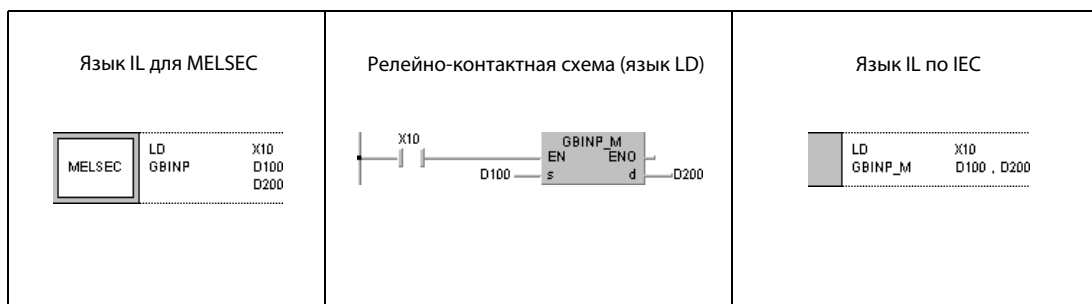 Язык IL для MELSEC
MELSEC
LD X10
GBINP D100
D200
Релейно-контактная схема (язык LD)
X10
GBINP_M
EN ENO
D100 s d D200
Язык IL по IEC
LD X10
GBINP_M D100 , D200